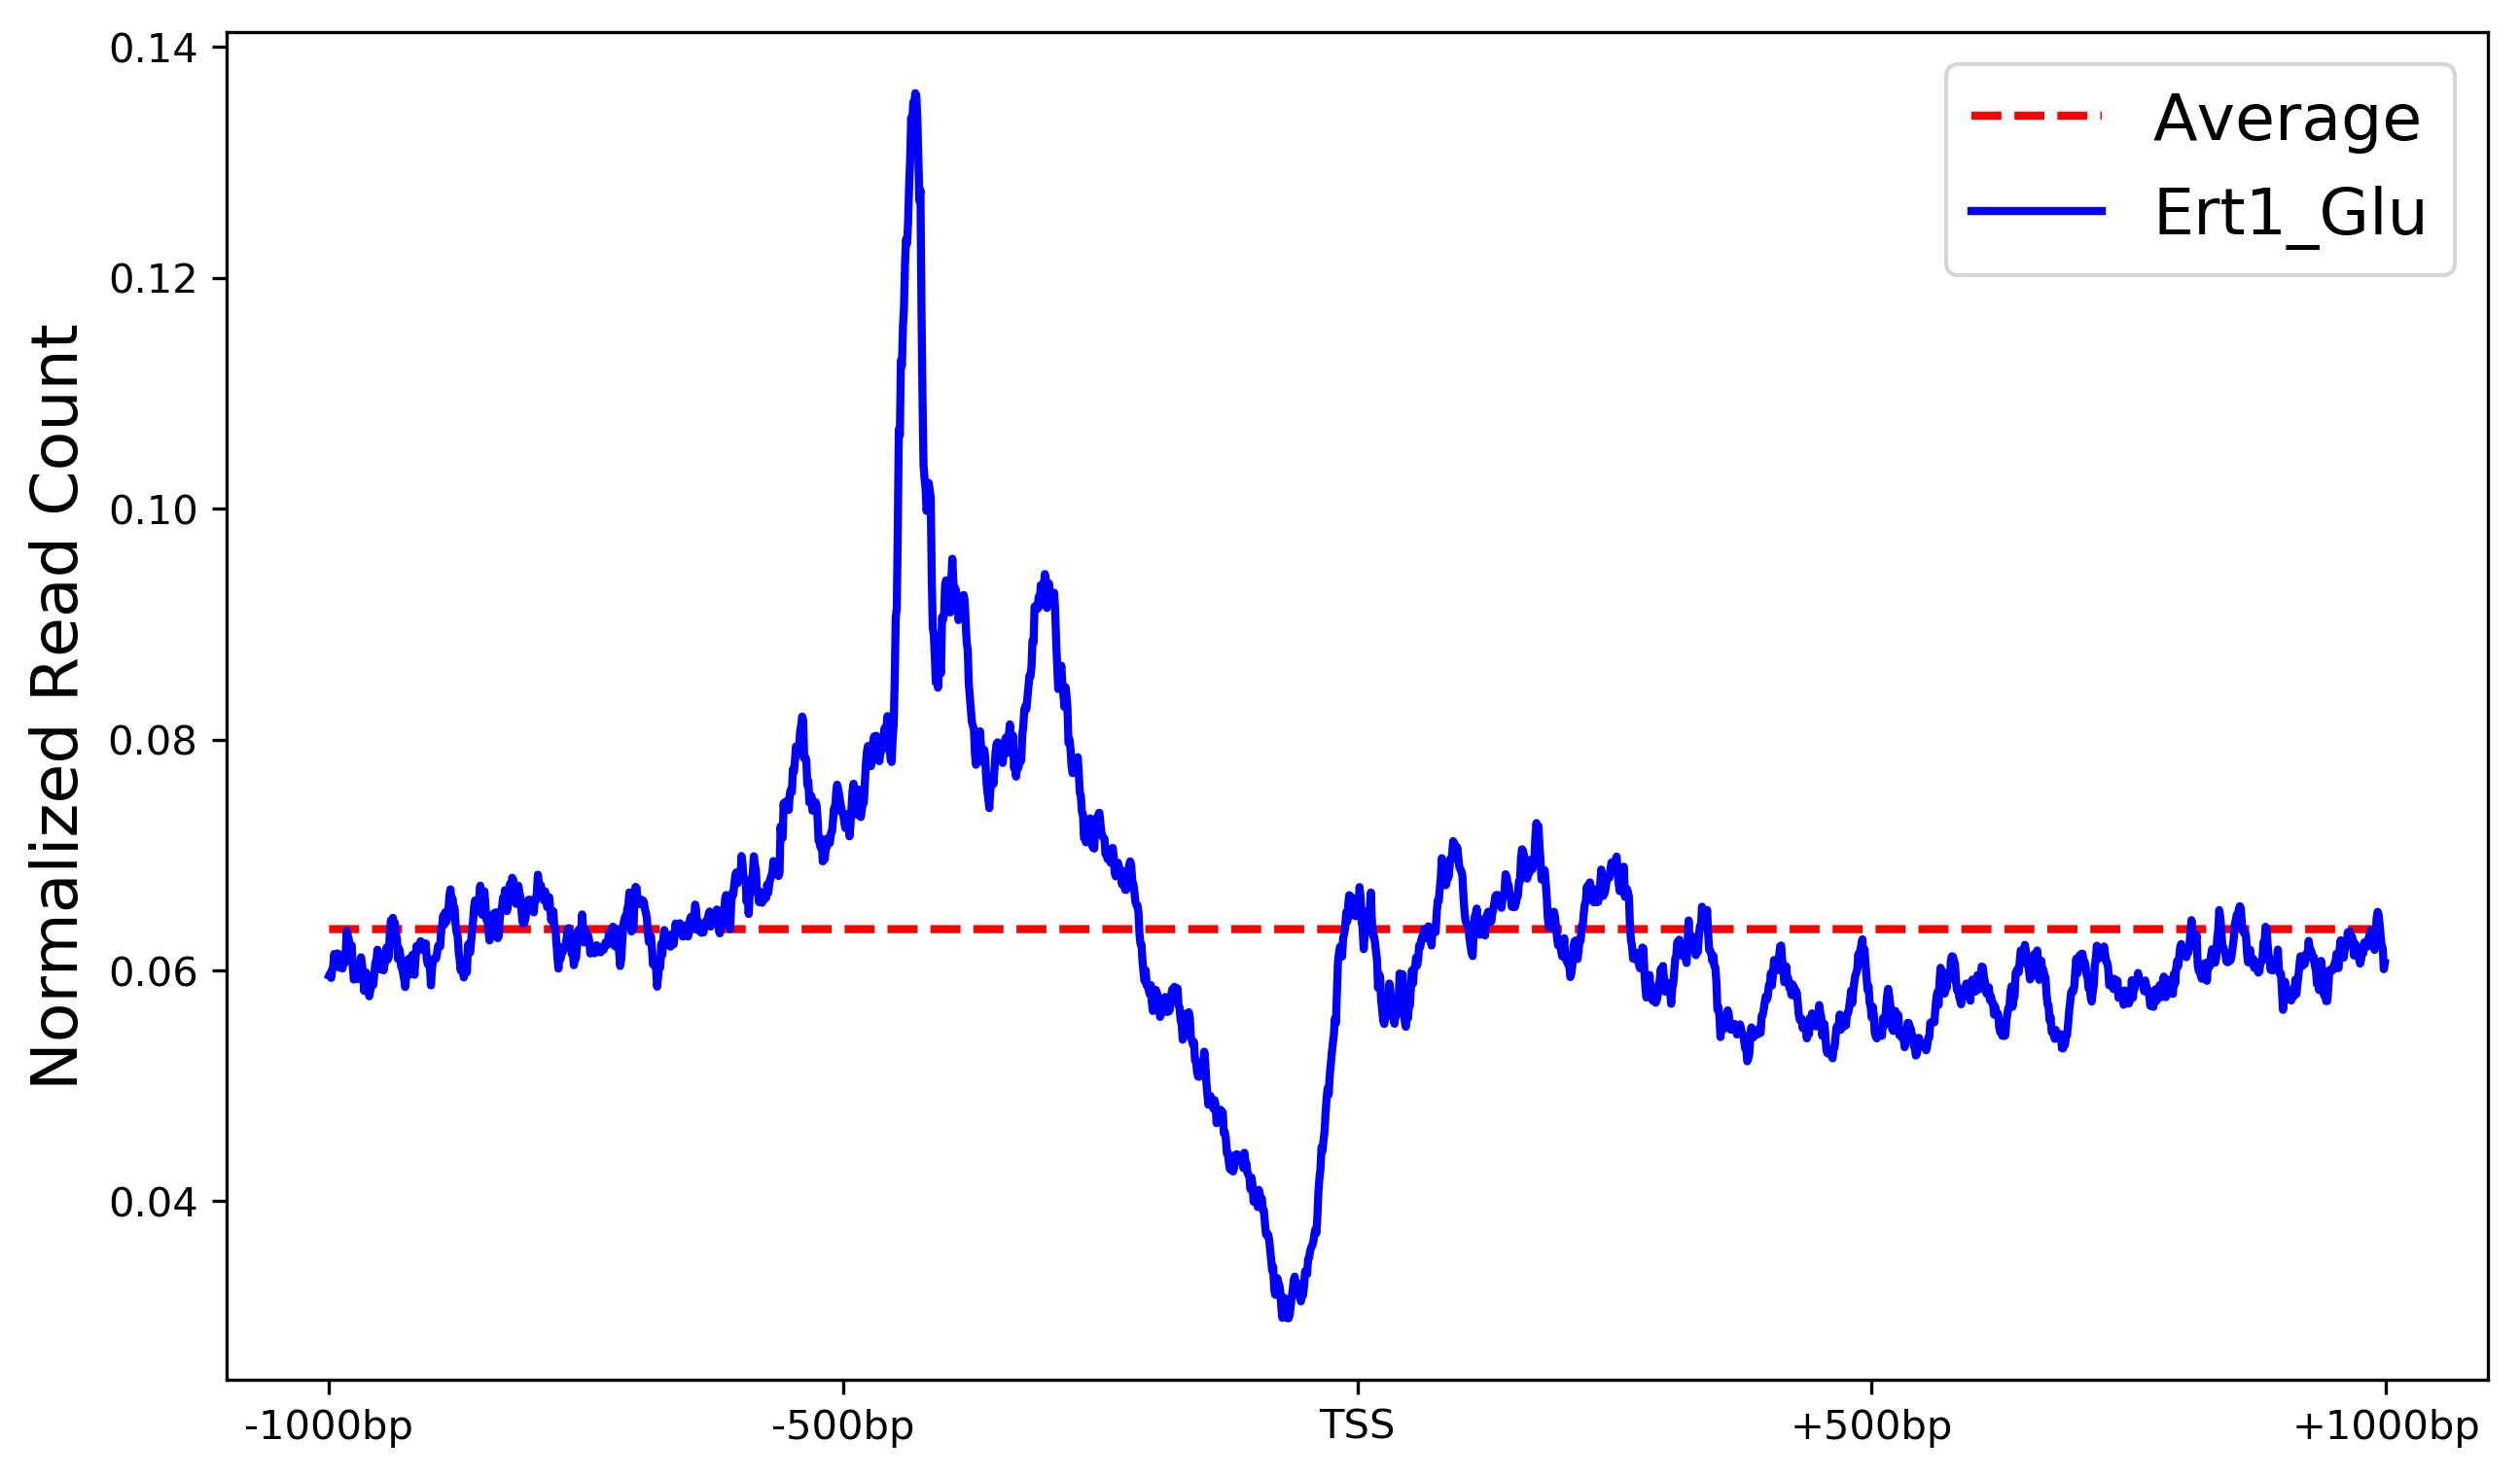 Normalized Read Count
0.14
0.12
0.10
0.08
0.06
0.04
-1000bp
-500bp
TSS
+500bp
+1000bp
Average
Ert1_Glu